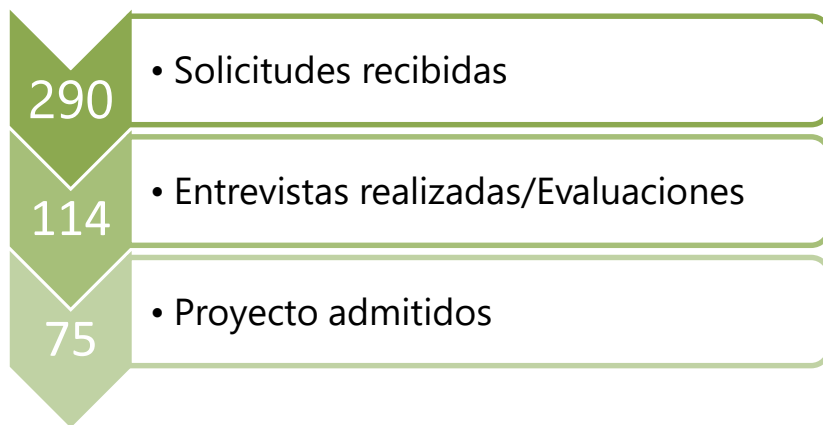 290
• Solicitudes recibidas
114
• Entrevistas realizadas/Evaluaciones
75
• Proyecto admitidos